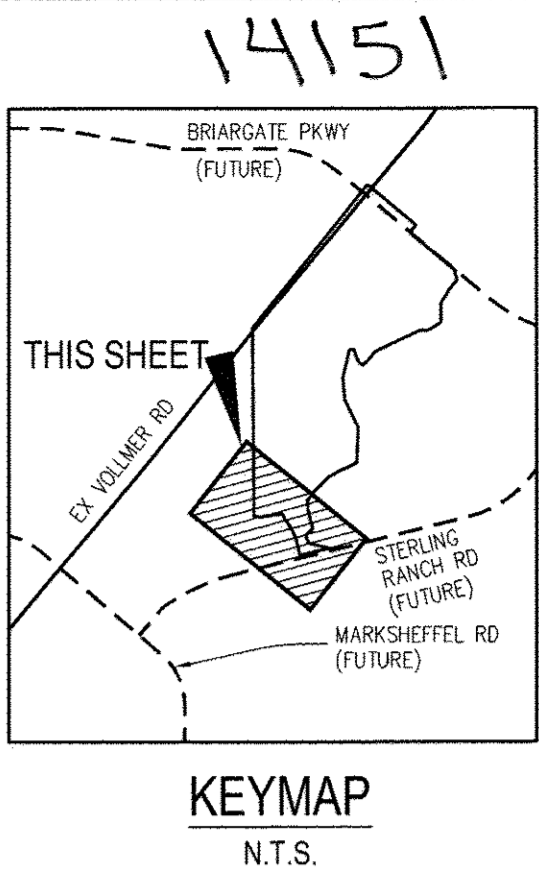 14151
BRIARGATE PKWY
(FUTURE)
THIS SHEET
EX VOLLMER RD
STERLING
RANCH RD
(FUTURE)
MARKSHEFFEL RD
(FUTURE)
KEYMAP
N.T.S.